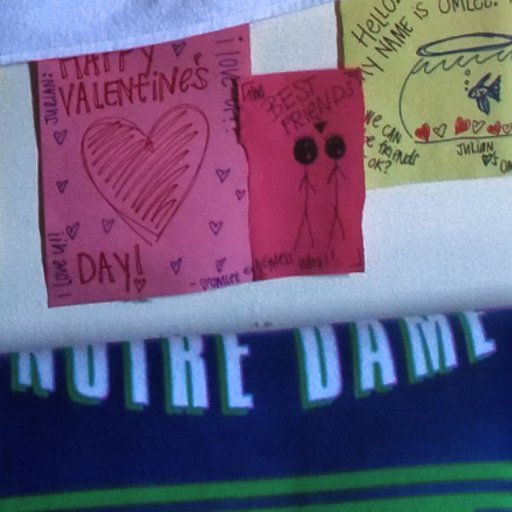 HAPPY
VALENTINE'S
DAY!
JULIAN:
i love u!!
i love u!!
BEST
FRIENDS
HELLO!
MY NAME IS OMLEE.
WE CAN
be friends
OK?
JULIAN
NOTRE DAME